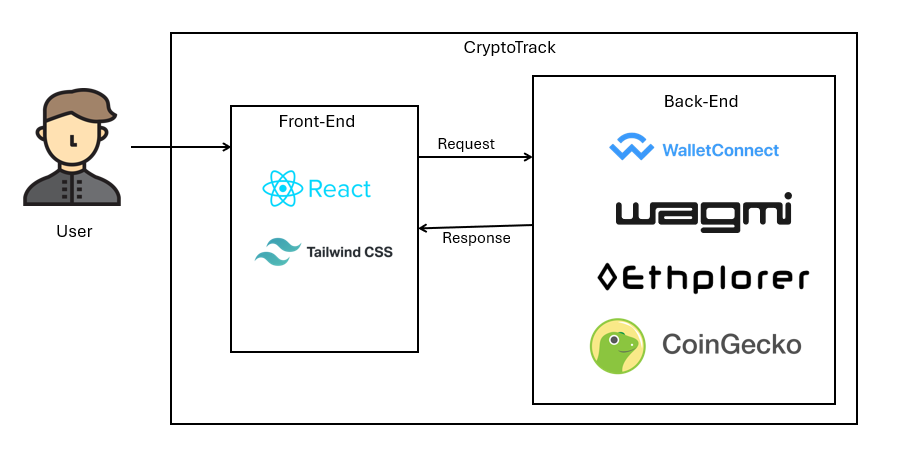 CryptoTrack
Back-End
Front-End
Request
WalletConnect
React
wagmi
User
Response
Tailwind CSS
Ethplorer
CoinGecko